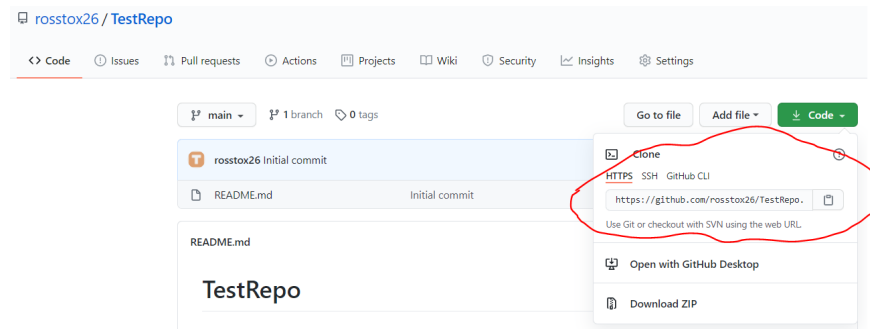 rosstox26 / TestRepo
<> Code Issues Pull requests Actions Projects Wiki Security Insights Settings
main 1 branch 0 tags Go to file Add file Code
T rosstox26 Initial commit
README.md Initial commit
README.md
TestRepo
Clone
HTTPS SSH GitHub CLI
https://github.com/rosstox26/TestRepo.
Use Git or checkout with SVN using the web URL.
Open with GitHub Desktop
Download ZIP